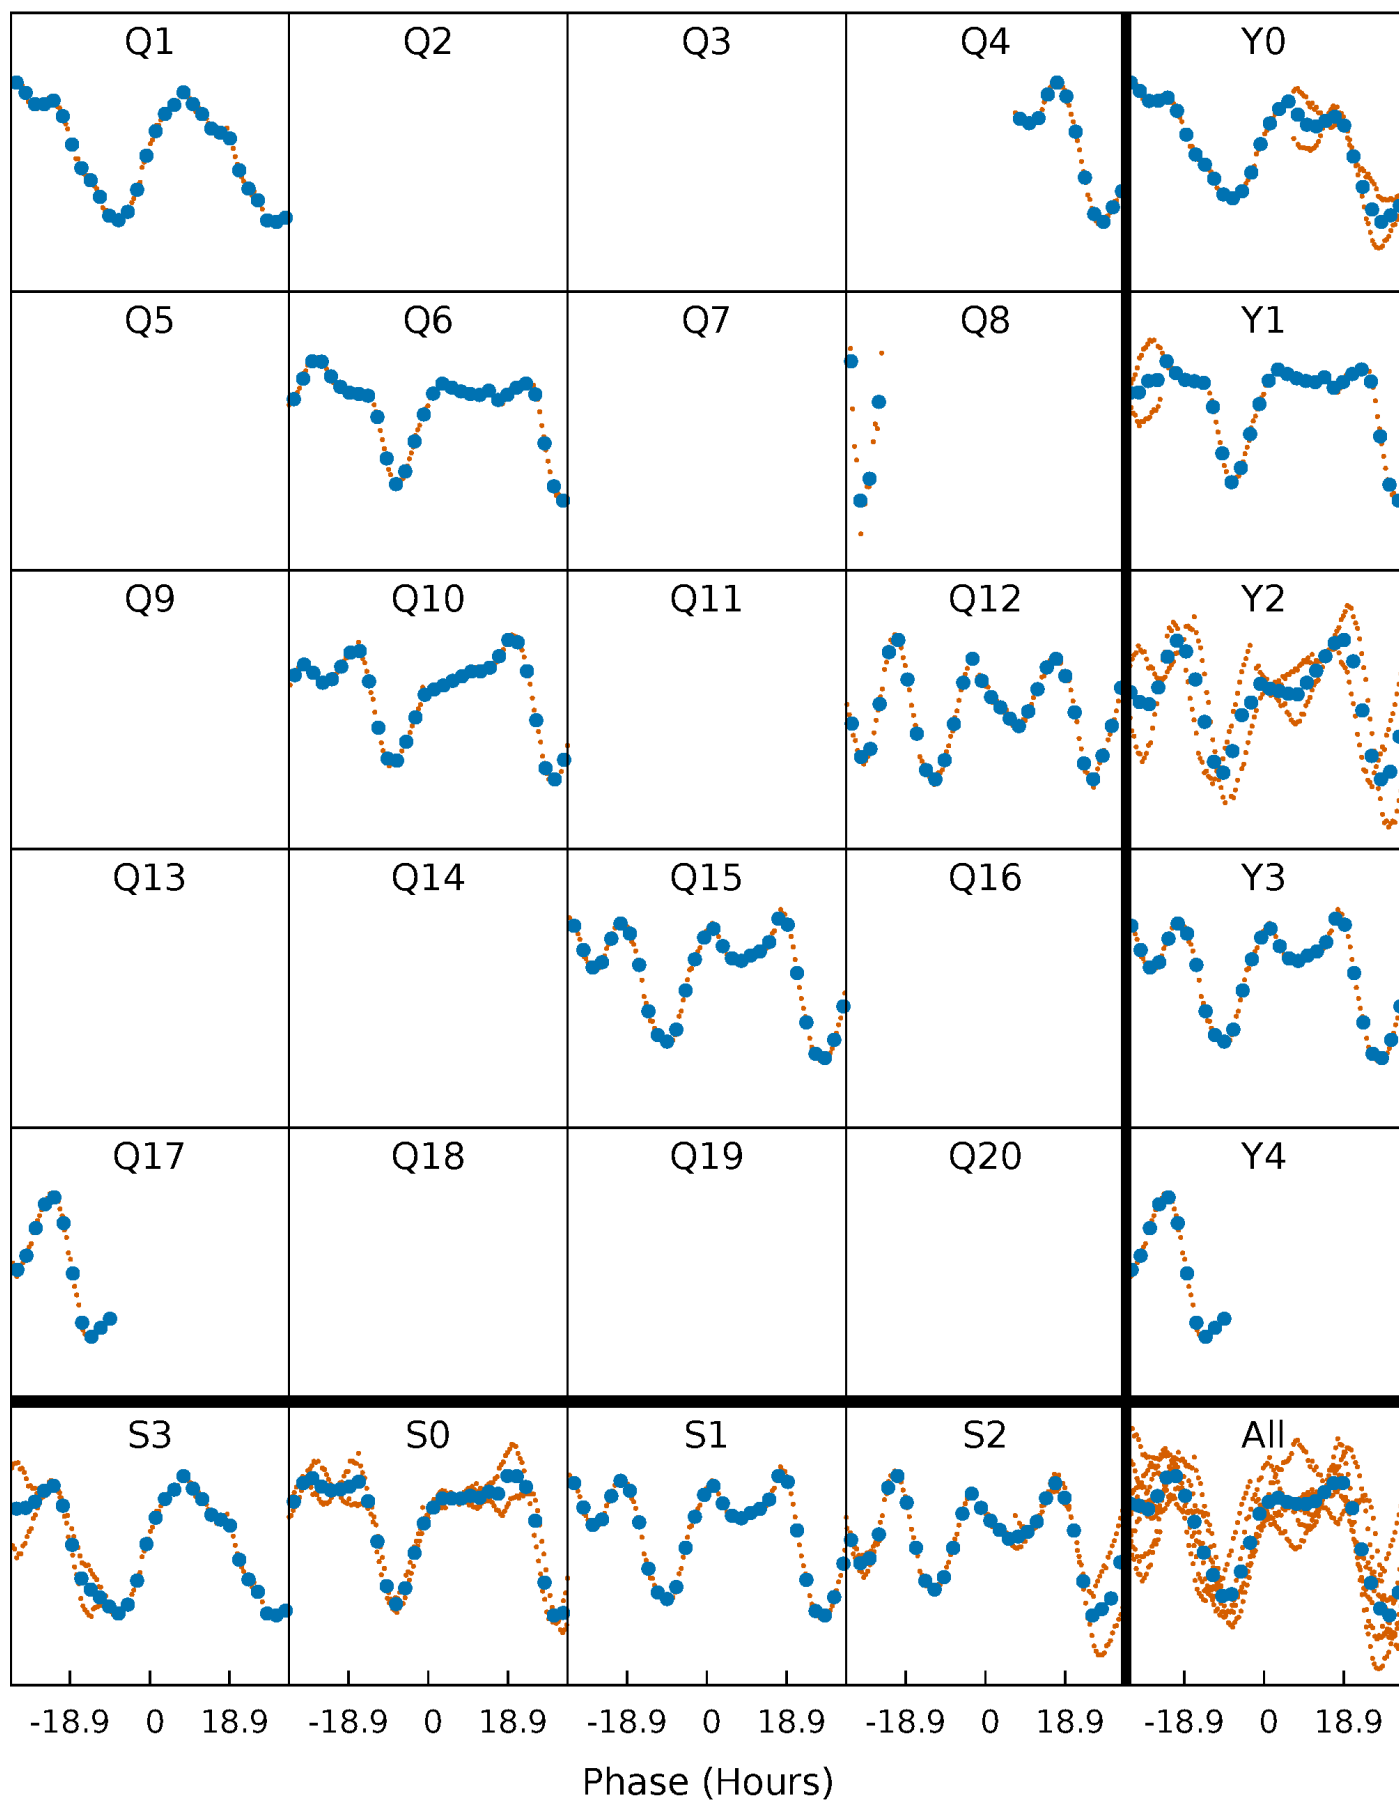 Q1 Q2 Q3 Q4 Y0
Q5 Q6 Q7 Q8 Y1
Q9 Q10 Q11 Q12 Y2
Q13 Q14 Q15 Q16 Y3
Q17 Q18 Q19 Q20 Y4
S3 S0 S1 S2 All
-18.9 0 18.9 -18.9 0 18.9 -18.9 0 18.9 -18.9 0 18.9 -18.9 0 18.9
Phase (Hours)